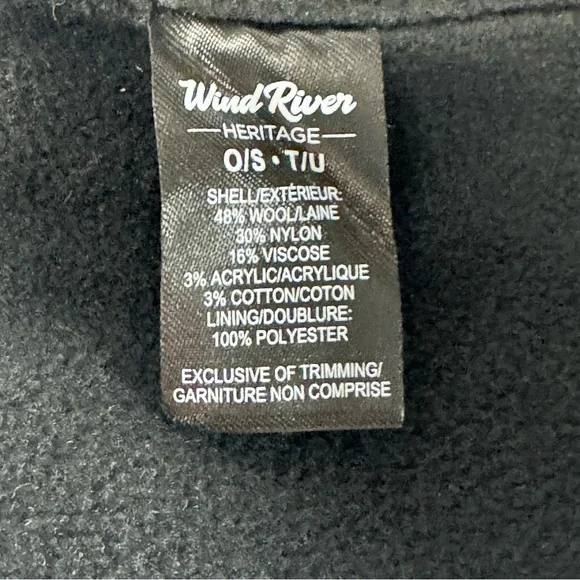 Wind River
HERITAGE
O/S • T/U
SHELL/EXTÉRIEUR:
48% WOOL/LAINE
30% NYLON
16% VISCOSE
3% ACRYLIC/ACRYLIQUE
3% COTTON/COTON
LINING/DOUBLURE:
100% POLYESTER
EXCLUSIVE OF TRIMMING/
GARNITURE NON COMPRISE